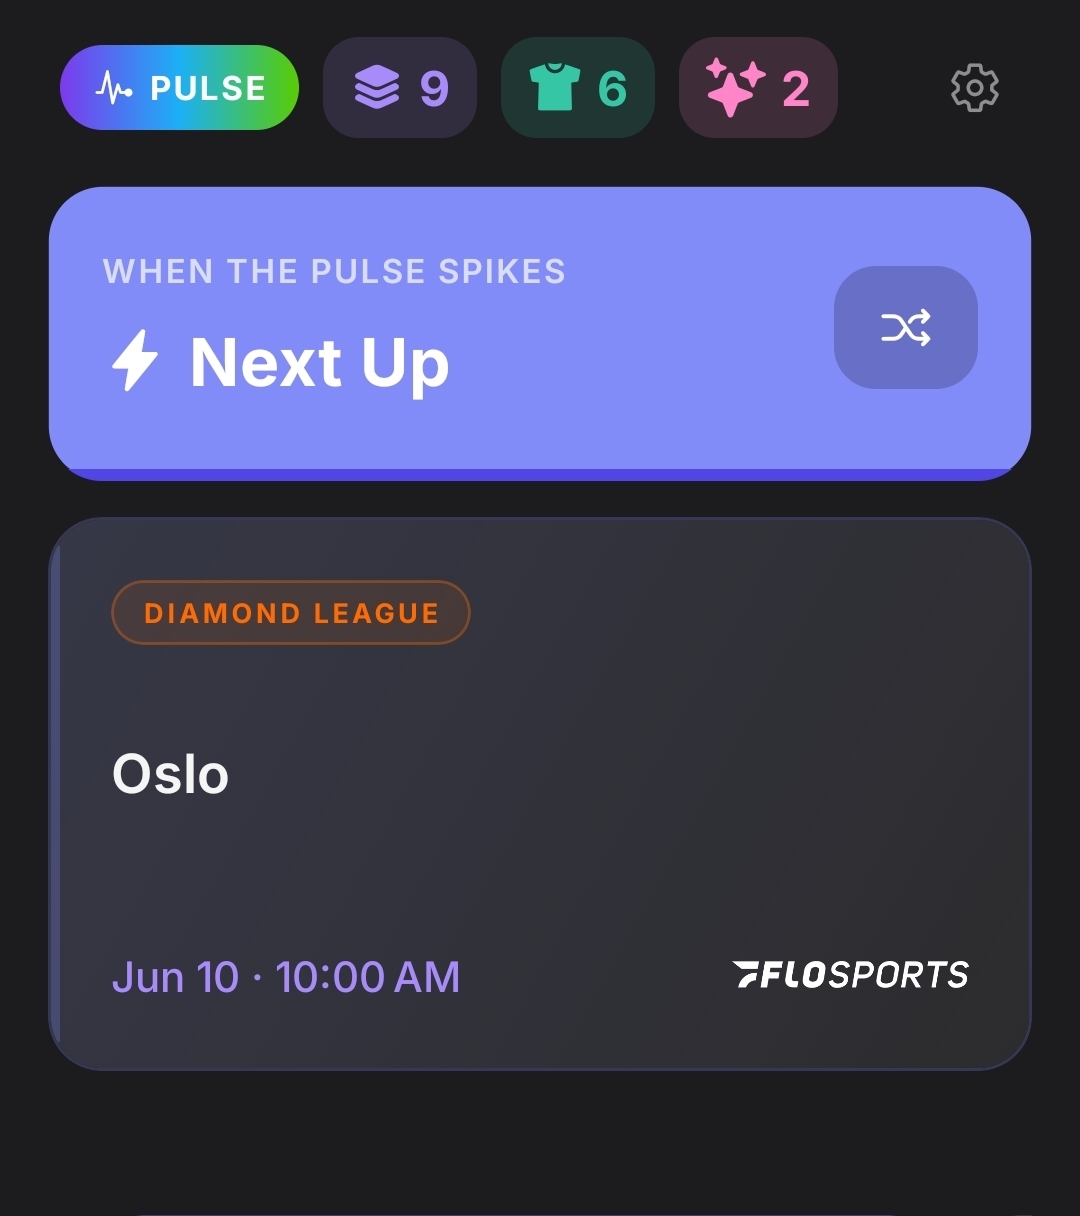 PULSE 9 6 2
WHEN THE PULSE SPIKES
Next Up
DIAMOND LEAGUE
Oslo
Jun 10 · 10:00 AM FLOSPORTS